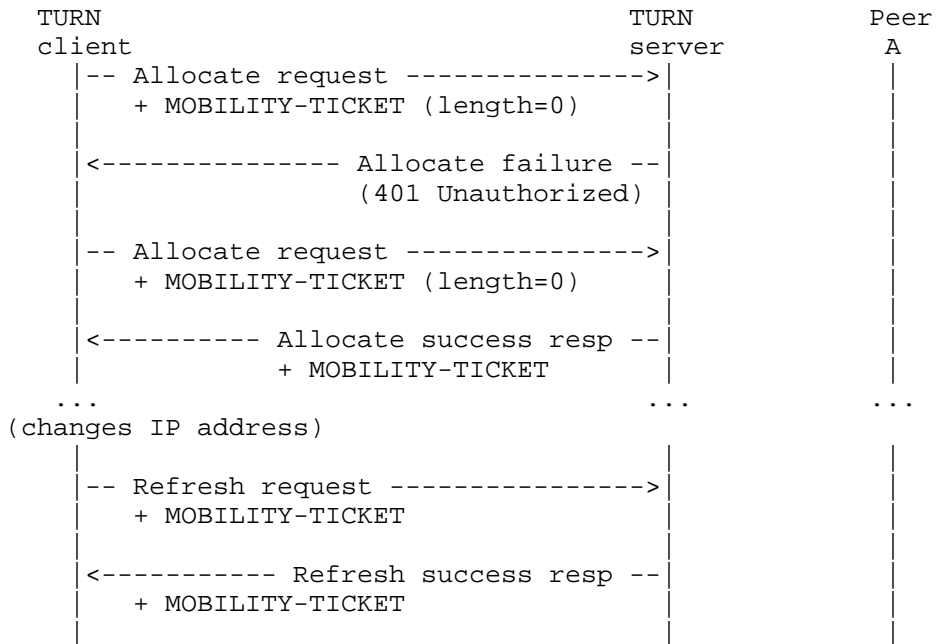 TURN                                     TURN          Peer
client                                   server         A
|-- Allocate request --------------->|              |
|   + MOBILITY-TICKET (length=0)     |              |
|                                    |              |
|<--------------- Allocate failure --|              |
|                 (401 Unauthorized) |              |
|                                    |              |
|-- Allocate request --------------->|              |
|   + MOBILITY-TICKET (length=0)     |              |
|                                    |              |
|<---------- Allocate success resp --|              |
|            + MOBILITY-TICKET       |              |
...                                  ...           ...
(changes IP address)
|                                    |              |
|-- Refresh request ---------------->|              |
|   + MOBILITY-TICKET                |              |
|                                    |              |
|<----------- Refresh success resp --|              |
|   + MOBILITY-TICKET                |              |
|                                    |              |